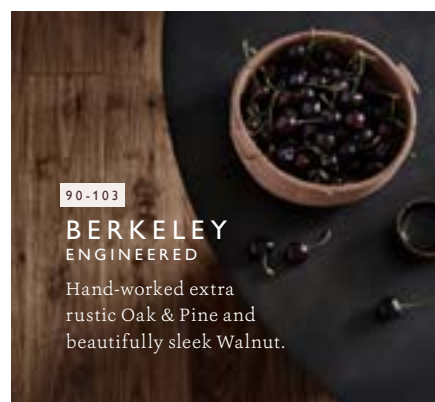 90-103
BERKELEY
ENGINEERED
Hand-worked extra
rustic Oak & Pine and
beautifully sleek Walnut.